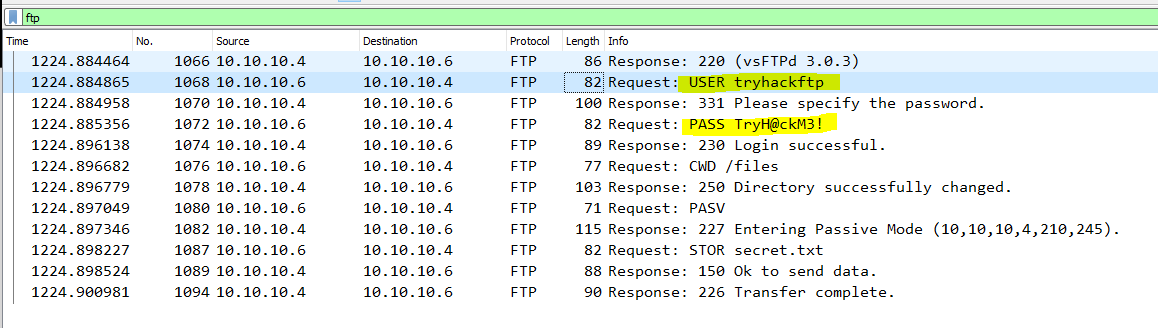 ftp
Time No. Source Destination Protocol Length Info
1224.884464 1066 10.10.10.4 10.10.10.6 FTP 86 Response: 220 (vsFTPd 3.0.3)
1224.884865 1068 10.10.10.6 10.10.10.4 FTP 82 Request: USER tryhackftp
1224.884958 1070 10.10.10.4 10.10.10.6 FTP 100 Response: 331 Please specify the password.
1224.885356 1072 10.10.10.6 10.10.10.4 FTP 82 Request: PASS TryH@ckM3!
1224.896138 1074 10.10.10.4 10.10.10.6 FTP 89 Response: 230 Login successful.
1224.896682 1076 10.10.10.6 10.10.10.4 FTP 77 Request: CWD /files
1224.896779 1078 10.10.10.4 10.10.10.6 FTP 103 Response: 250 Directory successfully changed.
1224.897049 1080 10.10.10.6 10.10.10.4 FTP 71 Request: PASV
1224.897346 1082 10.10.10.4 10.10.10.6 FTP 115 Response: 227 Entering Passive Mode (10,10,10,4,210,245).
1224.898227 1087 10.10.10.6 10.10.10.4 FTP 82 Request: STOR secret.txt
1224.898524 1089 10.10.10.4 10.10.10.6 FTP 88 Response: 150 Ok to send data.
1224.900981 1094 10.10.10.4 10.10.10.6 FTP 90 Response: 226 Transfer complete.